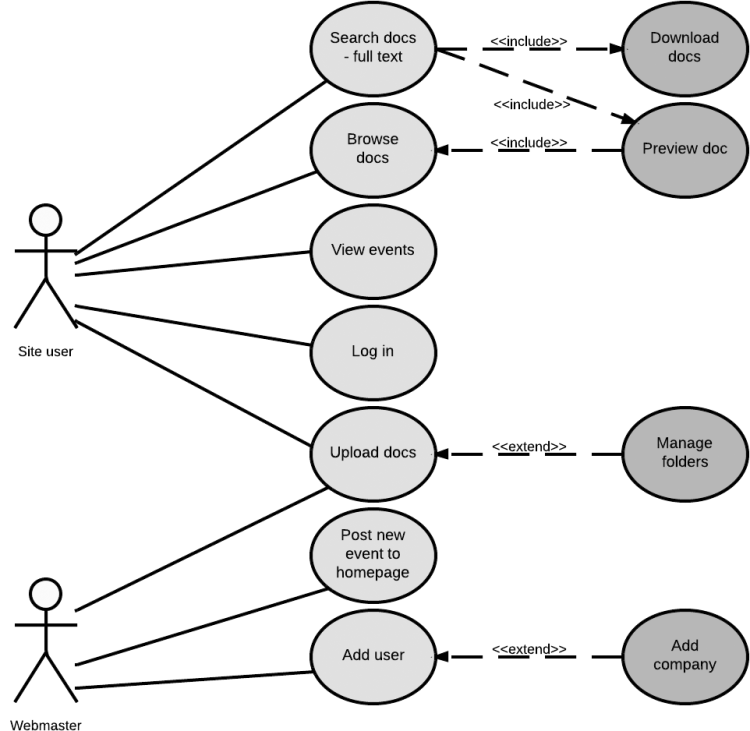 Search docs
- full text
<<include>>
Download
docs
<<include>>
Browse
docs
<<include>>
Preview doc
View events
Site user
Log in
Upload docs
<<extend>>
Manage
folders
Post new
event to
homepage
Add user
<<extend>>
Add
company
Webmaster